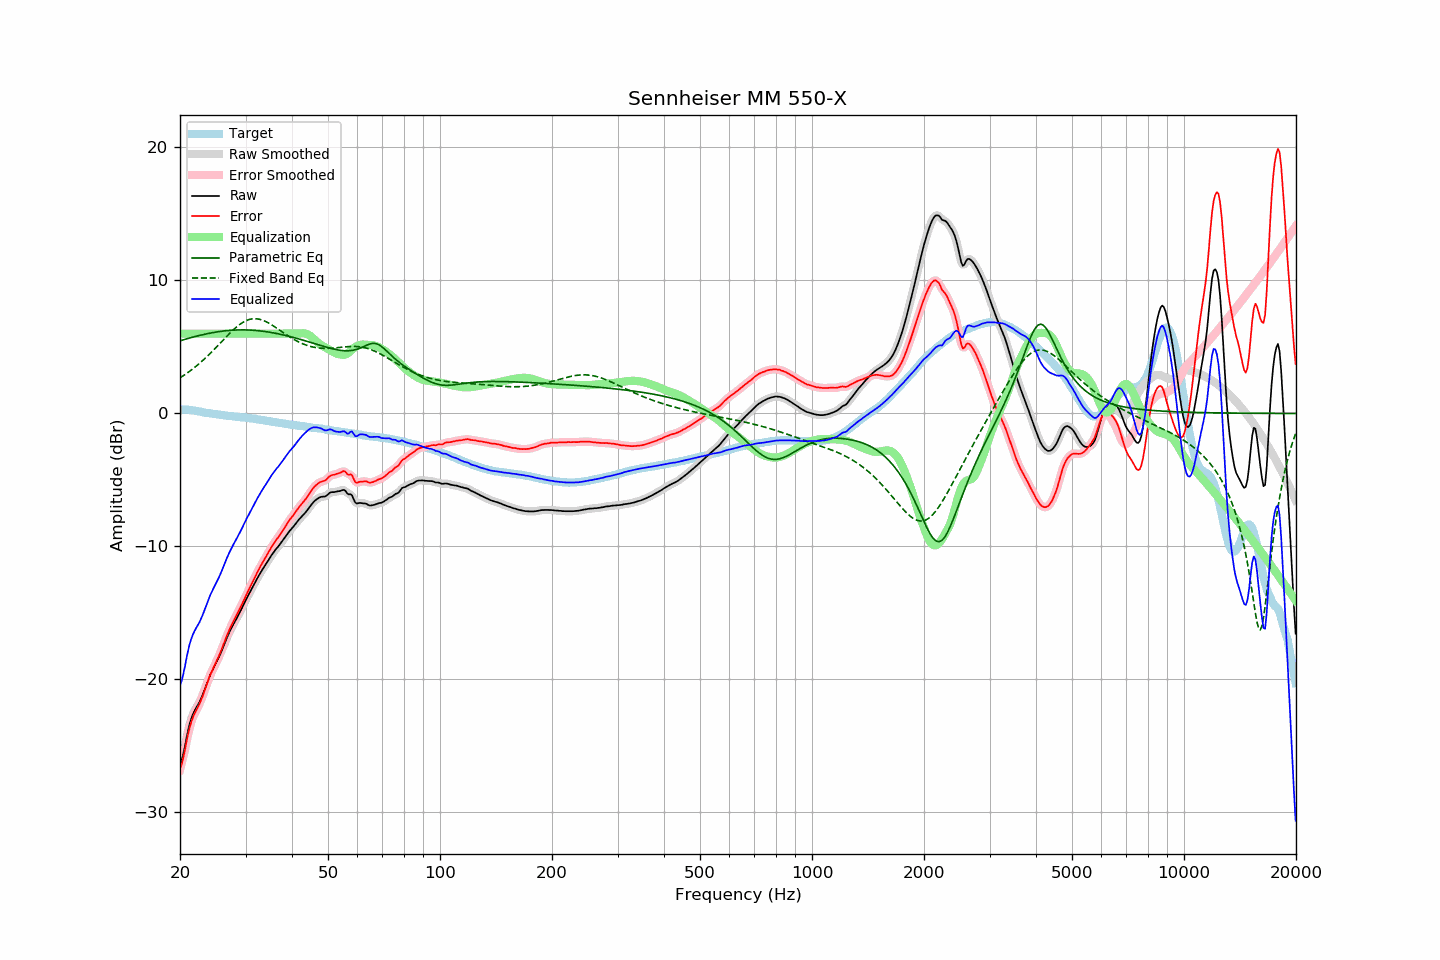 Sennheiser MM 550-X
Target
Raw Smoothed
Error Smoothed
Raw
Error
Equalization
Parametric Eq
Fixed Band Eq
Equalized
Amplitude (dBr)
20
10
0
−10
−20
−30
20
50
100
200
500
1000
2000
5000
10000
20000
Frequency (Hz)